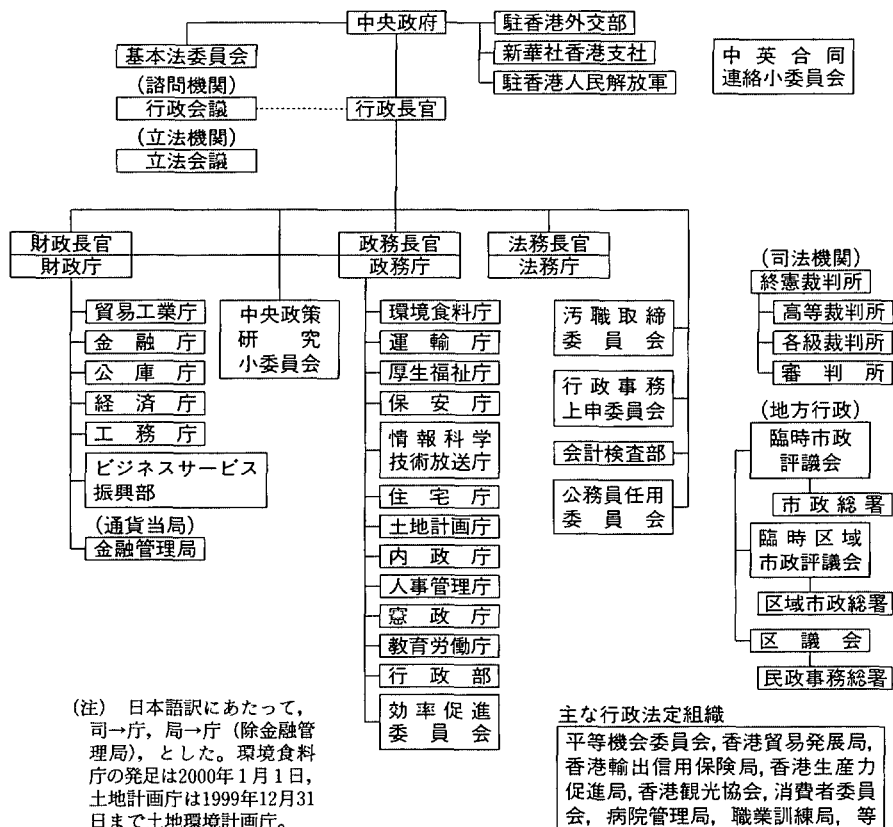 中央政府
駐香港外交部
基本法委員会
新華社香港支社
駐香港人民解放軍
中英合同
連絡小委員会
(諮問機関)
行政会議
行政長官
(立法機関)
立法会議
財政長官
財政庁
政務長官
政務庁
法務長官
法務庁
貿易工業庁
金融庁
公庫庁
経済庁
工務庁
ビジネスサービス
振興部
(通貨当局)
金融管理局
中央政策
研究
小委員会
環境食料庁
運輸庁
厚生福祉庁
保安庁
情報科学
技術放送庁
住宅庁
土地計画庁
内政庁
人事管理庁
窓政庁
教育労働庁
行政部
効率促進
委員会
汚職取締
委員会
行政事務
上申委員会
会計検査部
公務員任用
委員会
(司法機関)
終憲裁判所
高等裁判所
各級裁判所
審判所
(地方行政)
臨時市政
評議会
市政総署
臨時区域
市政評議会
区域市政総署
区議会
民政事務総署
(注) 日本語訳にあたって,
司→庁,局→庁(除金融管
理局),とした。環境食料
庁の発足は2000年1月1日,
土地計画庁は1999年12月31
日まで土地環境計画庁。
主な行政法定組織
平等機会委員会,香港貿易発展局,
香港輸出信用保険局,香港生産力
促進局,香港観光協会,消費者委員
会,病院管理局,職業訓練局,等